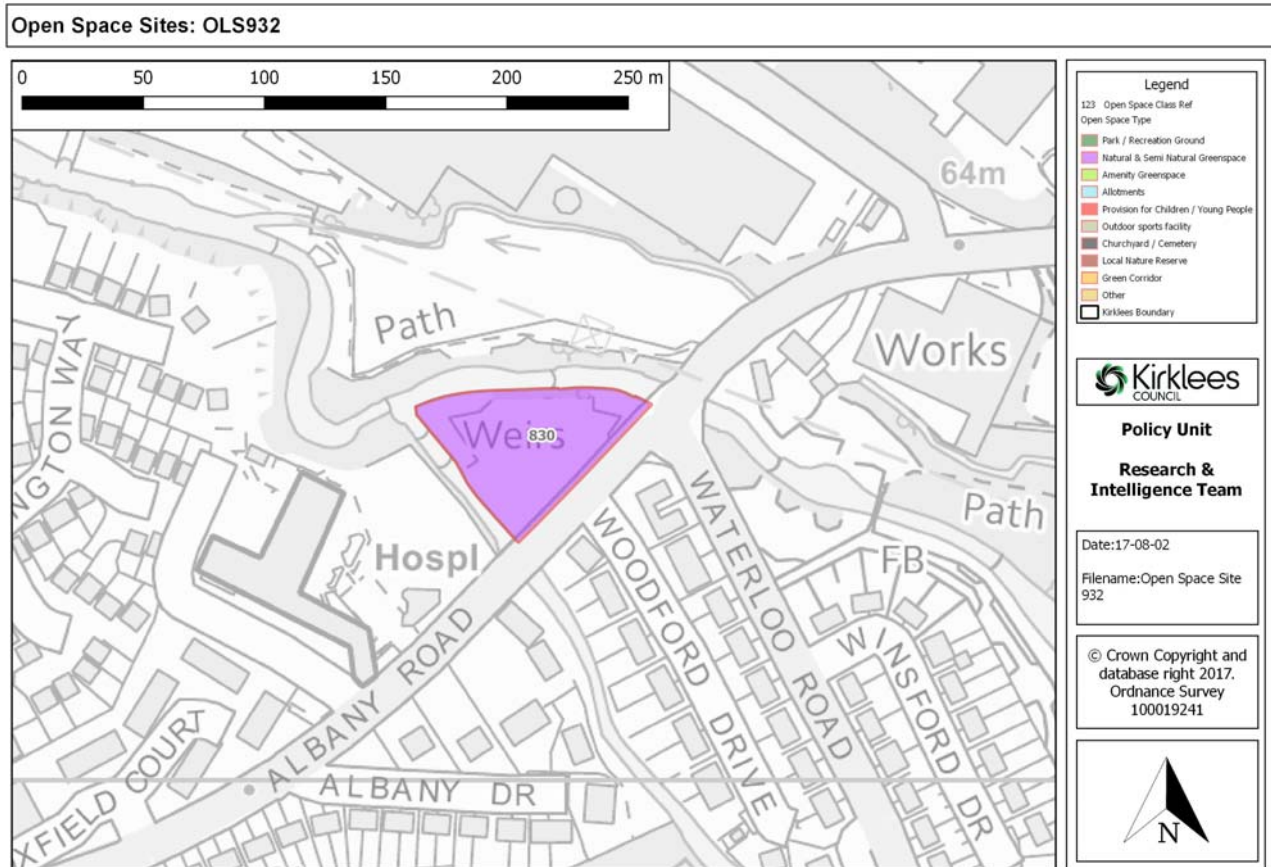 Open Space Sites: OLS932
0 50 100 150 200 250 m
64m
Path
Works
NGTON WAY
Weirs
830
Path
Hospl
WOODFORD DRIVE
WATERLOO ROAD
FB
WINSFORD DR
ALBANY ROAD
XFIELD COURT
ALBANY DR
Legend
123 Open Space Class Ref
Open Space Type
Park / Recreation Ground
Natural & Semi Natural Greenspace
Amenity Greenspace
Allotments
Provision for Children / Young People
Outdoor sports facility
Churchyard / Cemetery
Local Nature Reserve
Green Corridor
Other
Kirklees Boundary
Kirklees
COUNCIL
Policy Unit
Research &
Intelligence Team
Date:17-08-02
Filename:Open Space Site
932
© Crown Copyright and
database right 2017.
Ordnance Survey
100019241
N